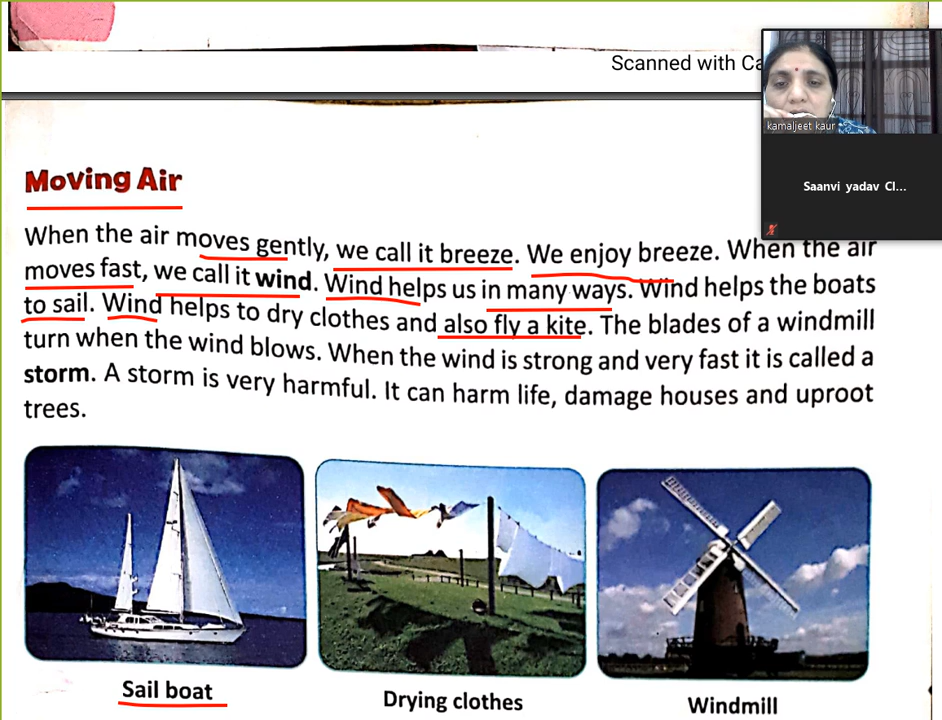 Scanned with Ca
kamaljeet kaur
Saanvi yadav Cl...
Moving Air
When the air moves gently, we call it breeze. We enjoy breeze. When the air
moves fast, we call it wind. Wind helps us in many ways. Wind helps the boats
to sail. Wind helps to dry clothes and also fly a kite. The blades of a windmill
turn when the wind blows. When the wind is strong and very fast it is called a
storm. A storm is very harmful. It can harm life, damage houses and uproot
trees.
Sail boat
Drying clothes
Windmill